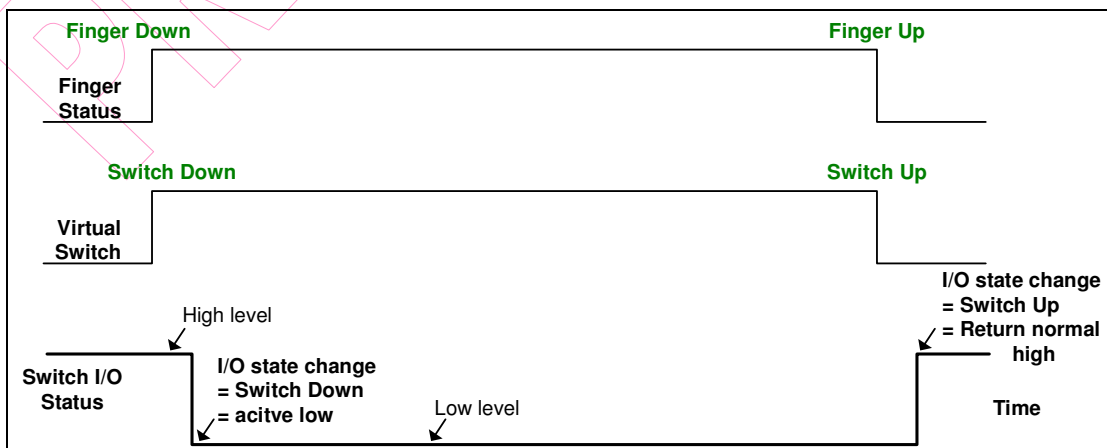 Finger Down
Finger Up
Finger
Status
Switch Down
Switch Up
Virtual
Switch
I/O state change
= Switch Up
= Return normal
high
High level
Switch I/O
Status
I/O state change
= Switch Down
= acitve low
Low level
Time